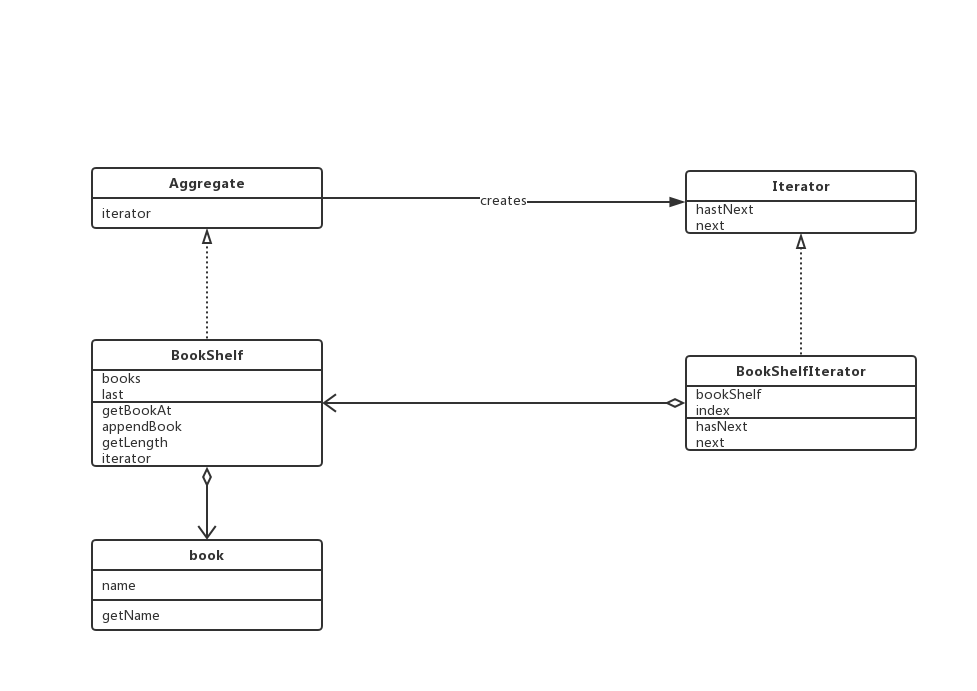 Aggregate
iterator
creates
Iterator
hastNext
next
BookShelf
books
last
getBookAt
appendBook
getLength
iterator
BookShelfIterator
bookShelf
index
hasNext
next
book
name
getName